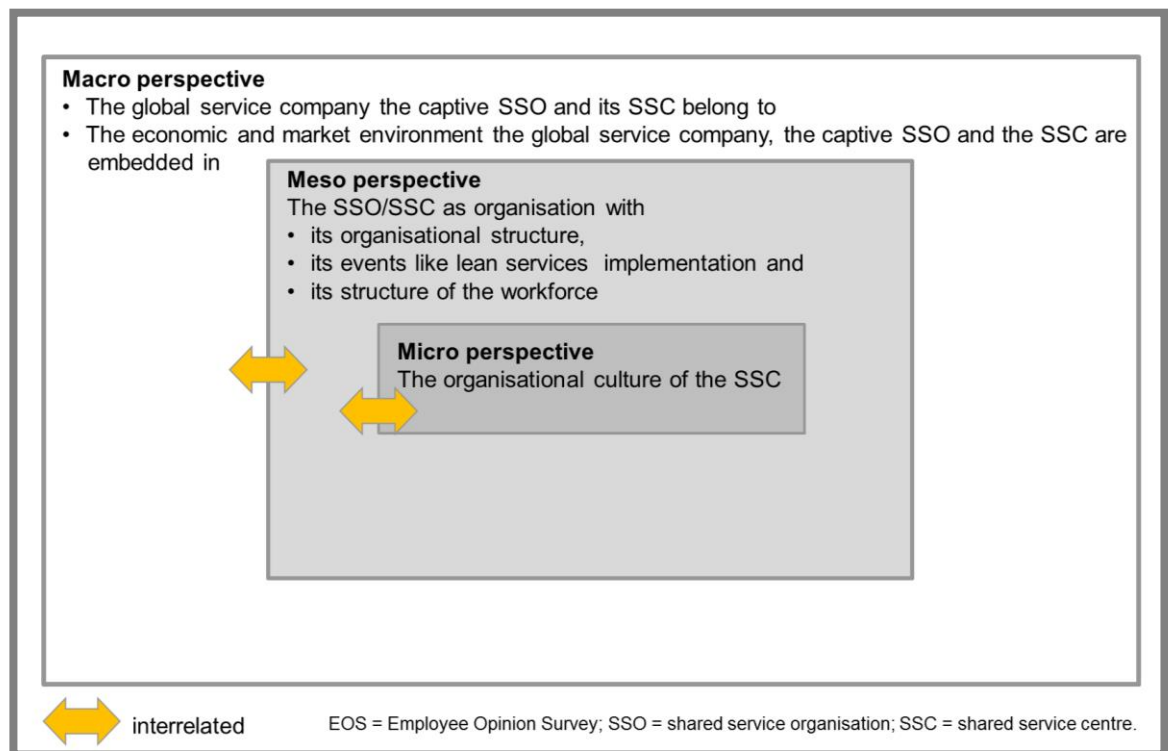 Macro perspective
• The global service company the captive SSO and its SSC belong to
• The economic and market environment the global service company, the captive SSO and the SSC are
embedded in
Meso perspective
The SSO/SSC as organisation with
• its organisational structure,
• its events like lean services implementation and
• its structure of the workforce
Micro perspective
The organisational culture of the SSC
interrelated
EOS = Employee Opinion Survey; SSO = shared service organisation; SSC = shared service centre.